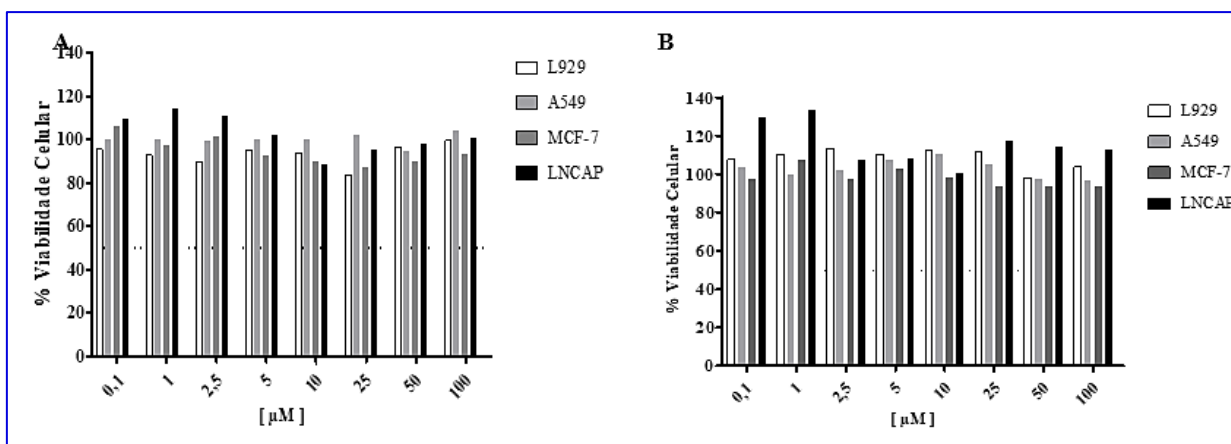 A
140
120
100
80
60
40
20
0
% Viabilidade Celular
0,1 1 2,5 5 10 25 50 100
[ µM ]
L929
A549
MCF-7
LNCAP
B
140
120
100
80
60
40
20
0
% Viabilidade Celular
0,1 1 2,5 5 10 25 50 100
[ µM ]
L929
A549
MCF-7
LNCAP